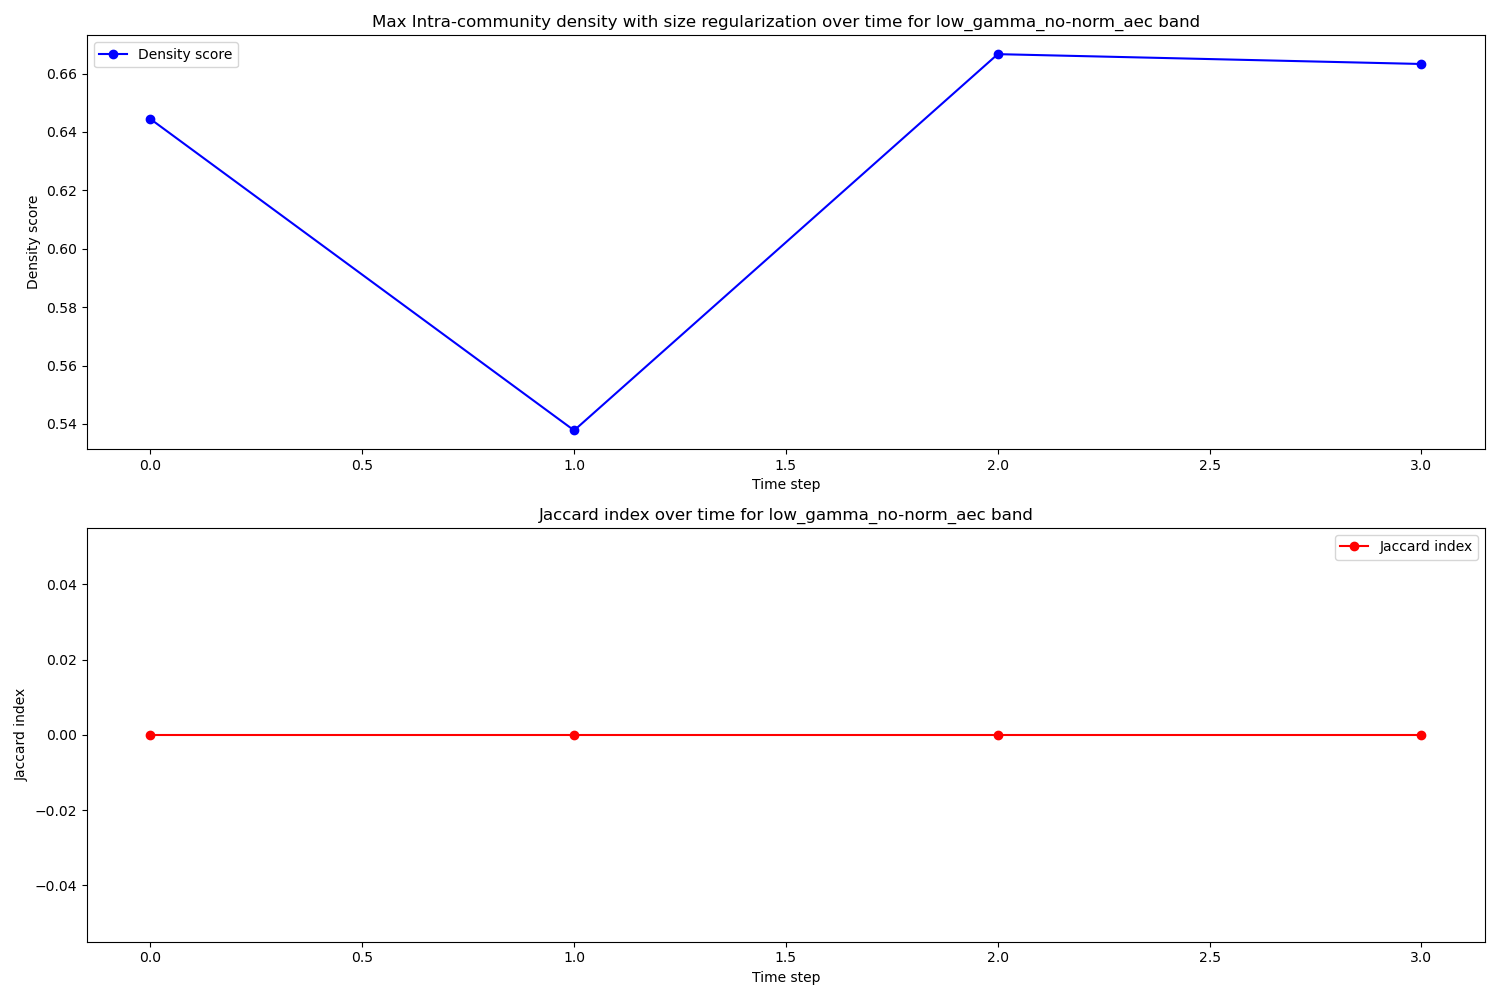 Max Intra-community density with size regularization over time for low_gamma_no-norm_aec band
Density score
0.66
0.64
0.62
0.60
0.58
0.56
0.54
Density score
0.0 0.5 1.0 1.5 2.0 2.5 3.0
Time step
Jaccard index over time for low_gamma_no-norm_aec band
Jaccard index
0.04
0.02
0.00
−0.02
−0.04
Jaccard index
0.0 0.5 1.0 1.5 2.0 2.5 3.0
Time step